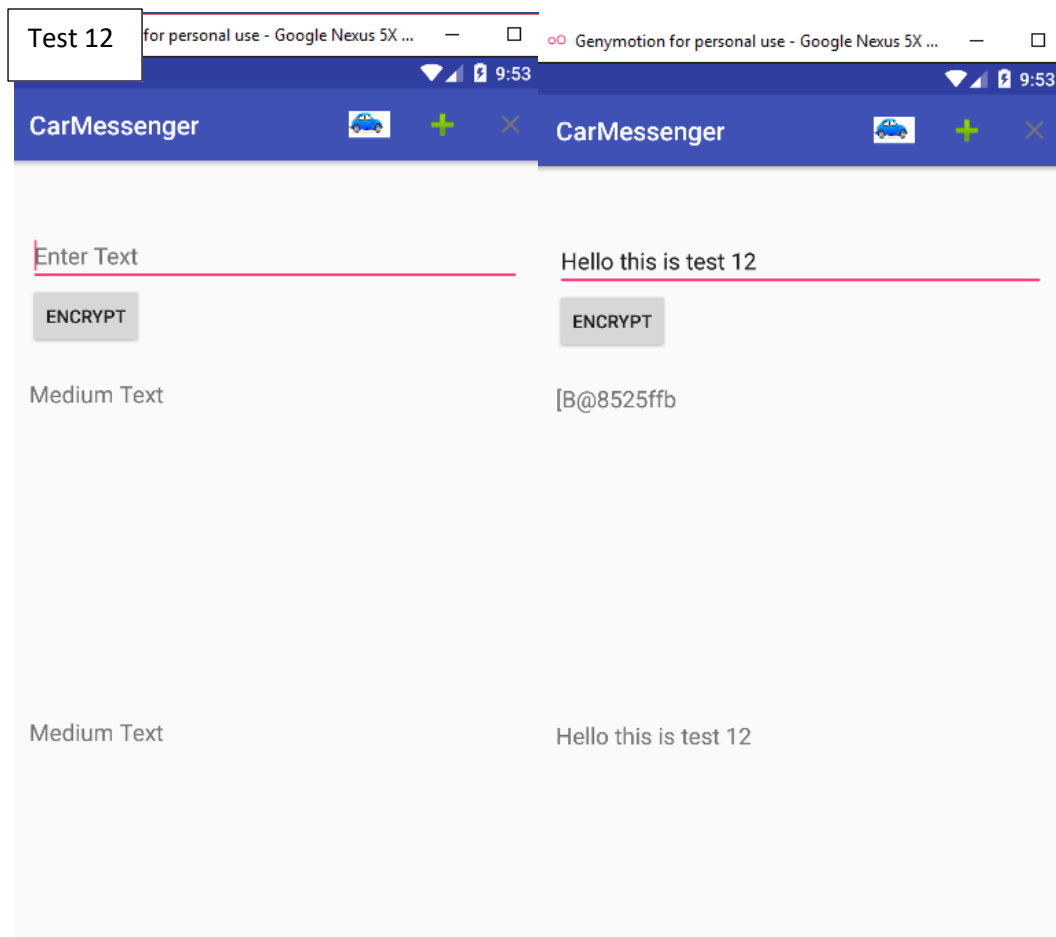 Test 12
for personal use - Google Nexus 5X ...
9:53
CarMessenger
Enter Text
ENCRYPT
Medium Text
Medium Text
Genymotion for personal use - Google Nexus 5X ...
9:53
CarMessenger
Hello this is test 12
ENCRYPT
[B@8525ffb
Hello this is test 12